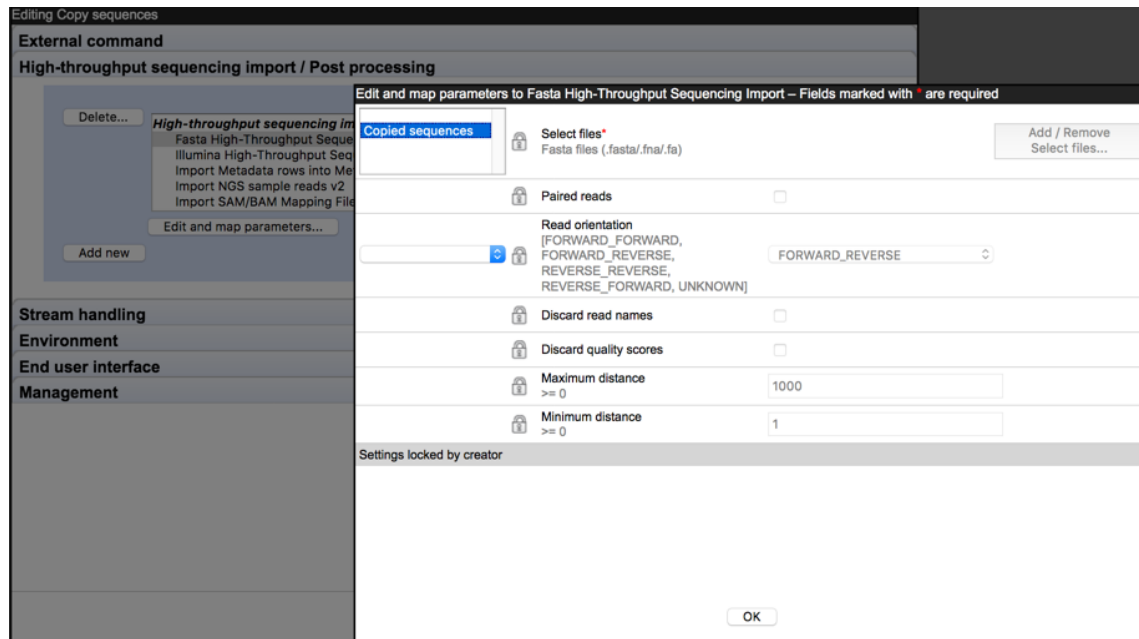 Editing Copy sequences
External command
High-throughput sequencing import / Post processing
Edit and map parameters to Fasta High-Throughput Sequencing Import – Fields marked with * are required
Delete...
High-throughput sequencing im
Fasta High-Throughput Seque
Illumina High-Throughput Seq
Import Metadata rows into Me
Import NGS sample reads v2
Import SAM/BAM Mapping File
Edit and map parameters...
Add new
Stream handling
Environment
End user interface
Management
Copied sequences
Select files*
Fasta files (.fasta/.fna/.fa)
Add / Remove
Select files...
Paired reads
Read orientation
[FORWARD_FORWARD,
FORWARD_REVERSE,
REVERSE_REVERSE,
REVERSE_FORWARD, UNKNOWN]
FORWARD_REVERSE
Discard read names
Discard quality scores
Maximum distance
>= 0
1000
Minimum distance
>= 0
1
Settings locked by creator
OK